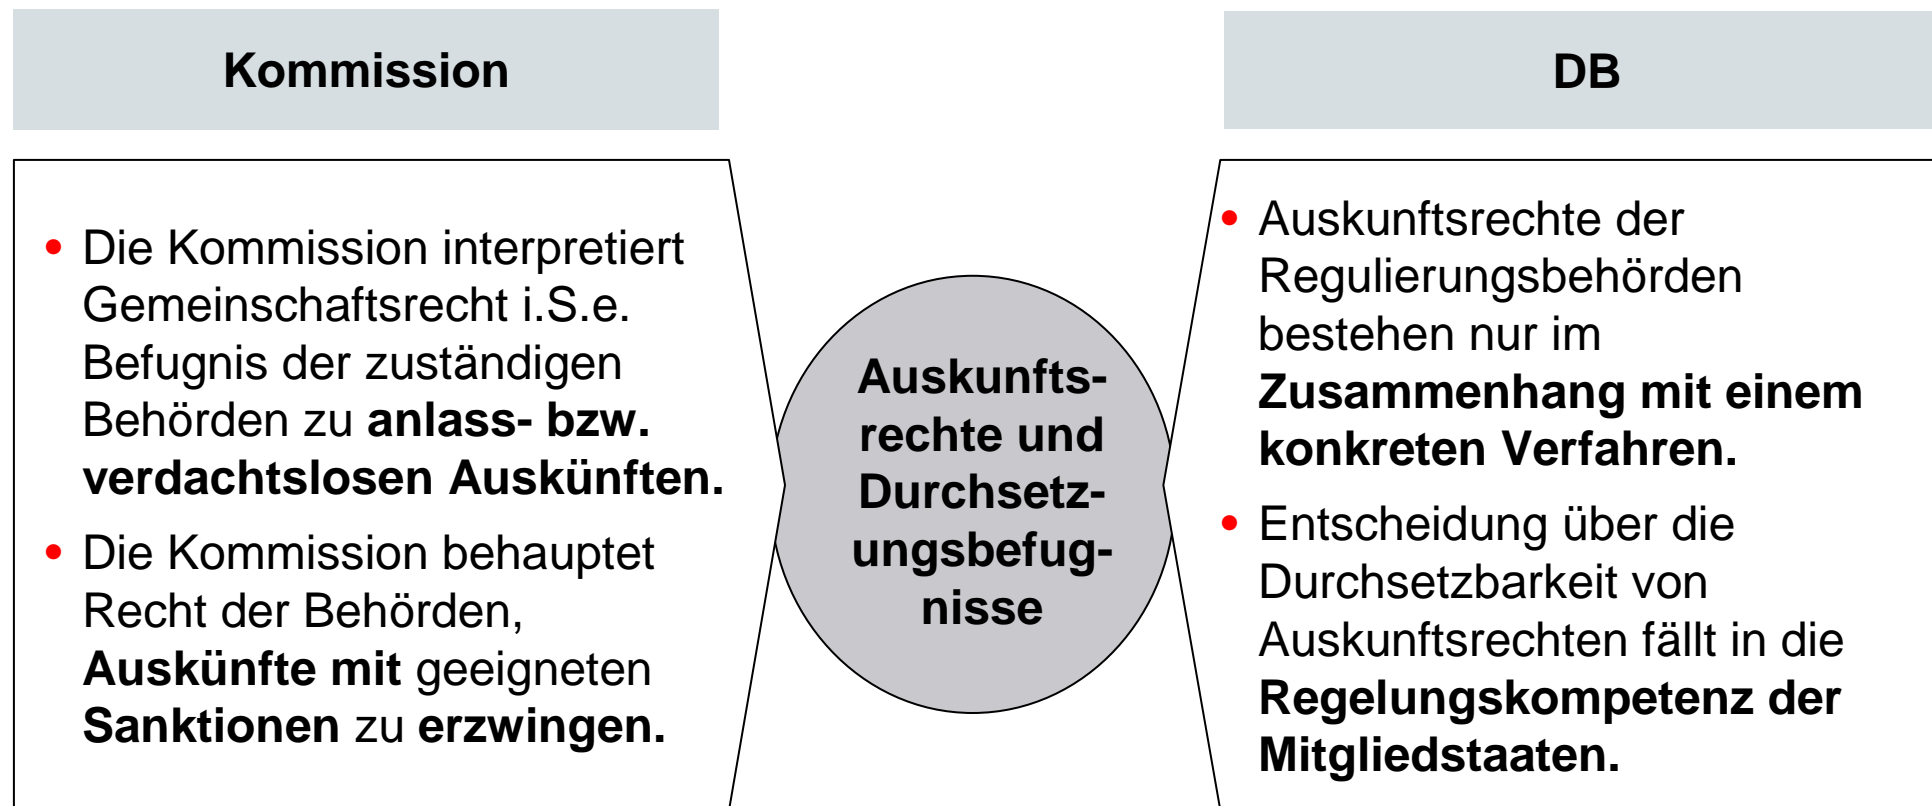 Kommission
• Die Kommission interpretiert
Gemeinschaftsrecht i.S.e.
Befugnis der zuständigen
Behörden zu anlass- bzw.
verdachtslosen Auskünften.
• Die Kommission behauptet
Recht der Behörden,
Auskünfte mit geeigneten
Sanktionen zu erzwingen.
Auskunfts-
rechte und
Durchsetz-
ungsbefug-
nisse
DB
• Auskunftsrechte der
Regulierungsbehörden
bestehen nur im
Zusammenhang mit einem
konkreten Verfahren.
• Entscheidung über die
Durchsetzbarkeit von
Auskunftsrechten fällt in die
Regelungskompetenz der
Mitgliedstaaten.